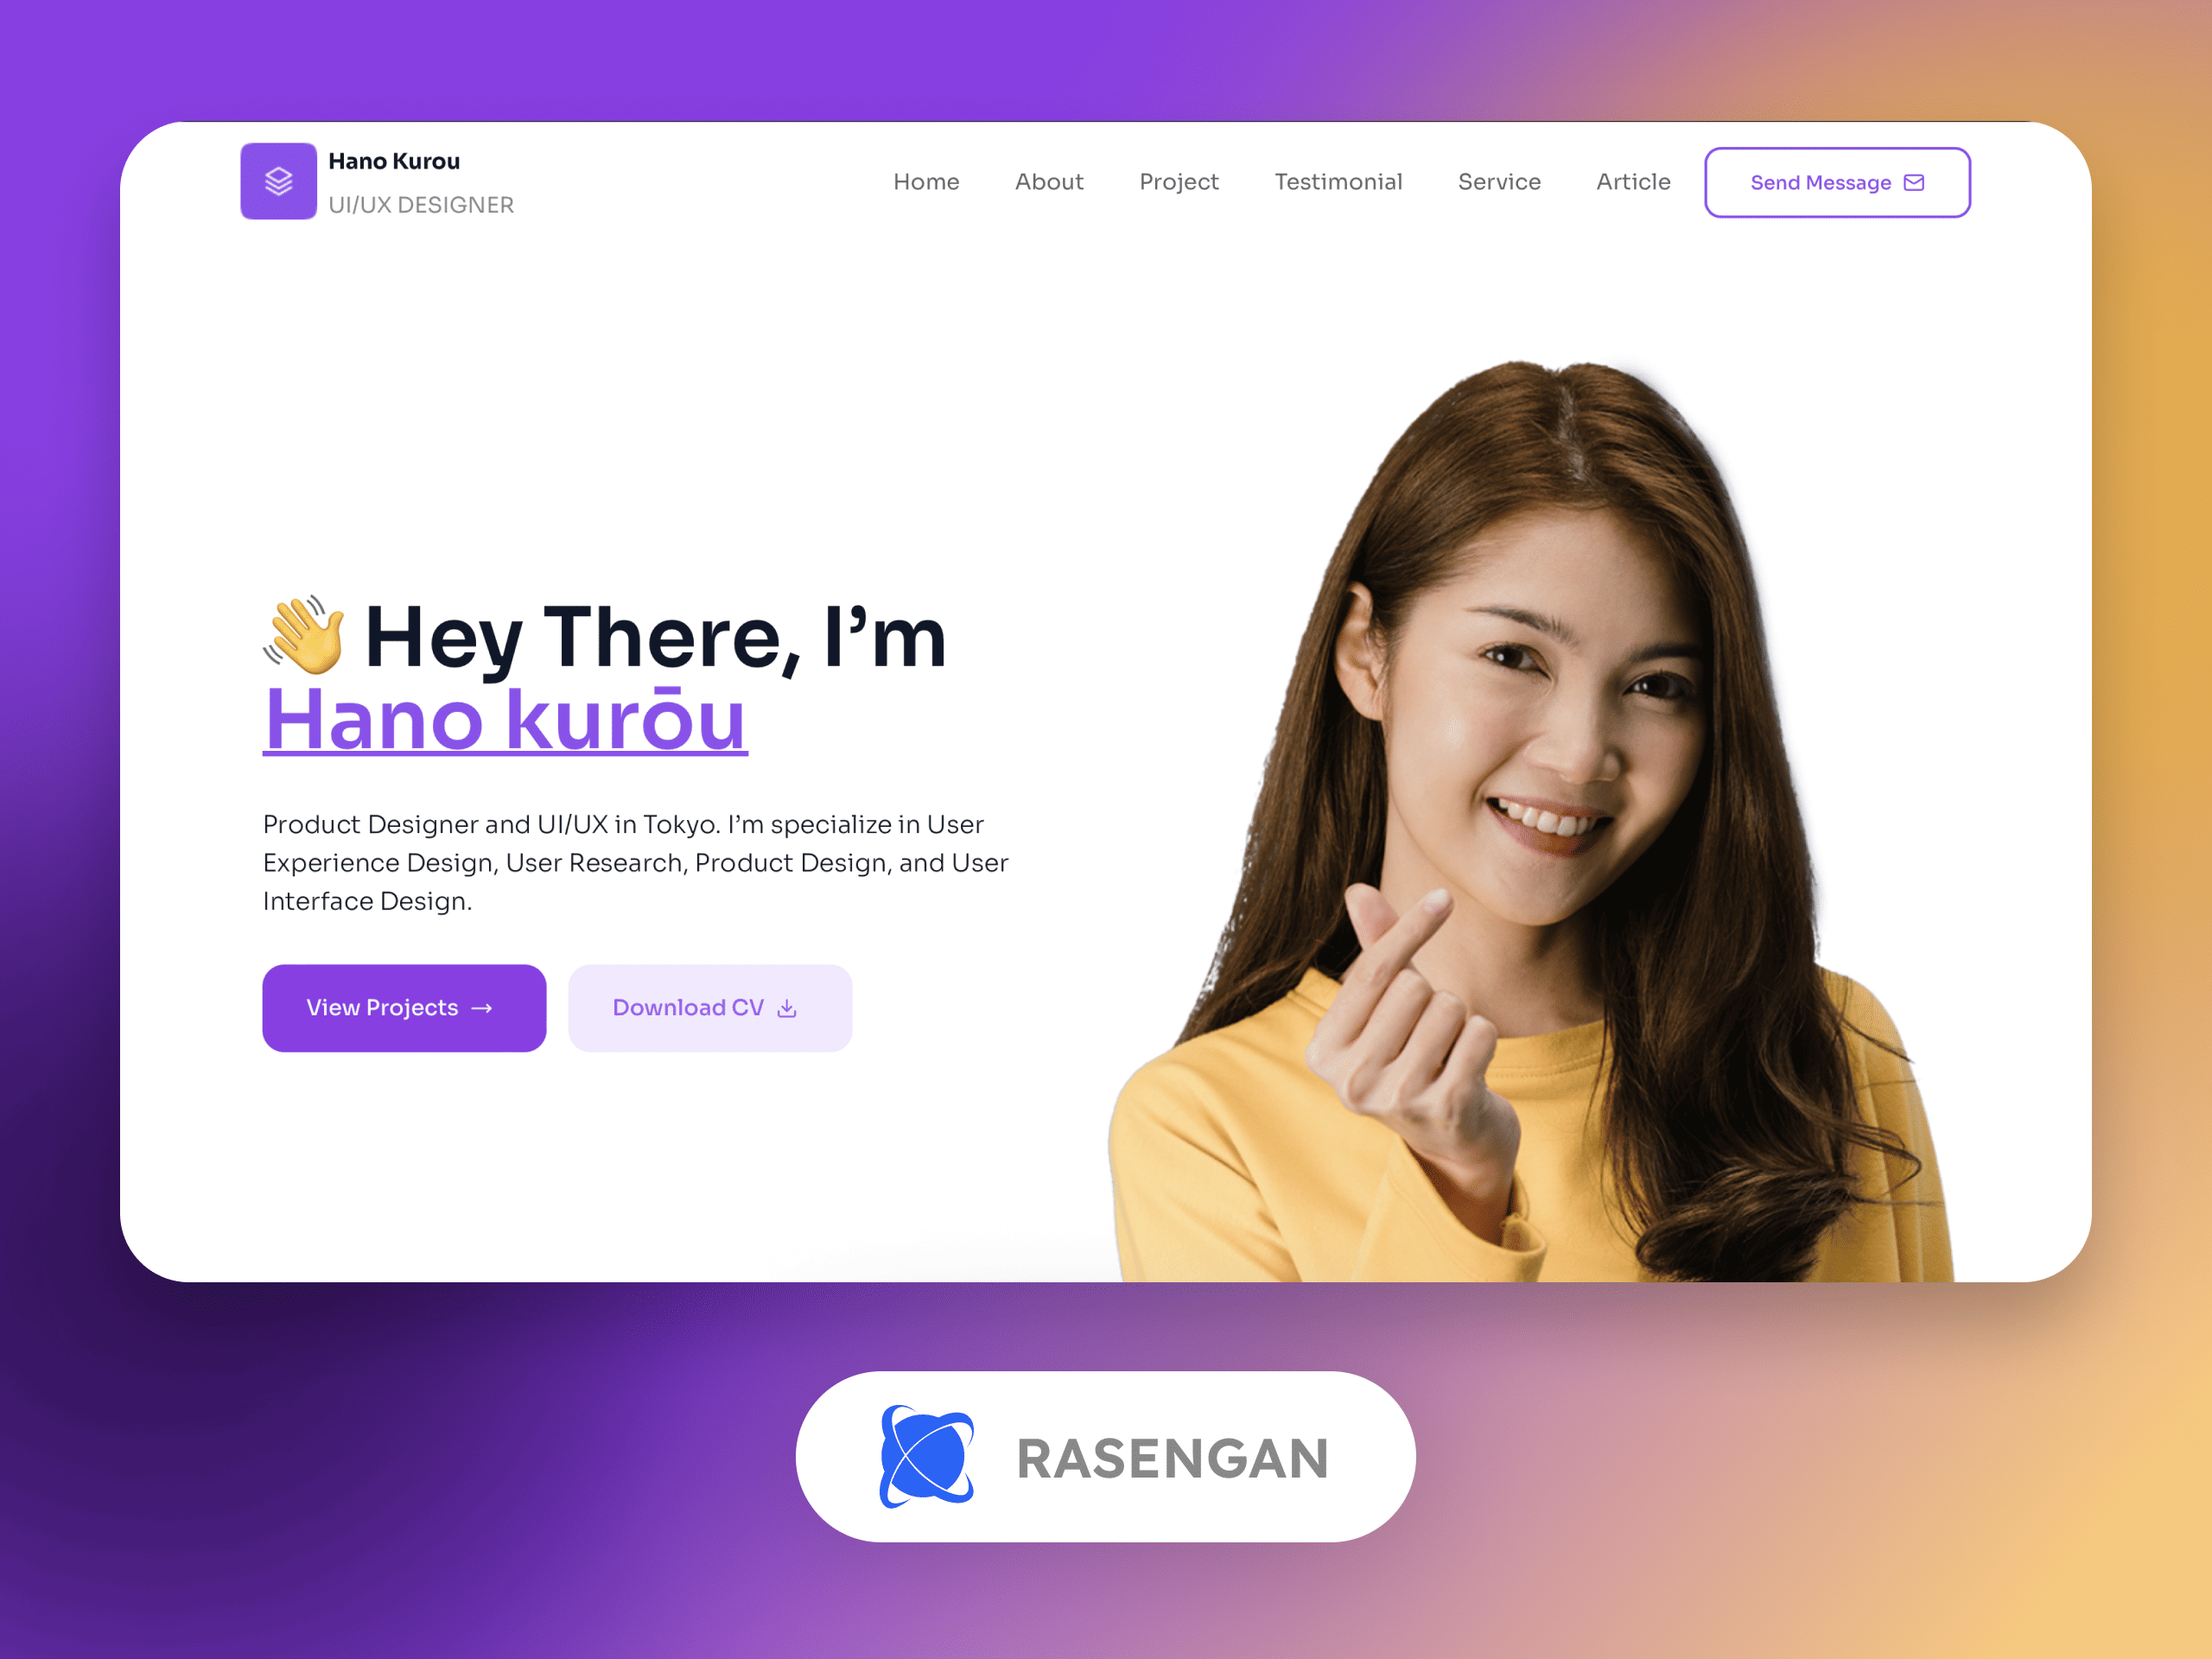 Hano Kurou
UI/UX DESIGNER
Home About Project Testimonial Service Article Send Message
👋 Hey There, I’m
Hano kurōu
Product Designer and UI/UX in Tokyo. I’m specialize in User
Experience Design, User Research, Product Design, and User
Interface Design.
View Projects → Download CV
RASENGAN